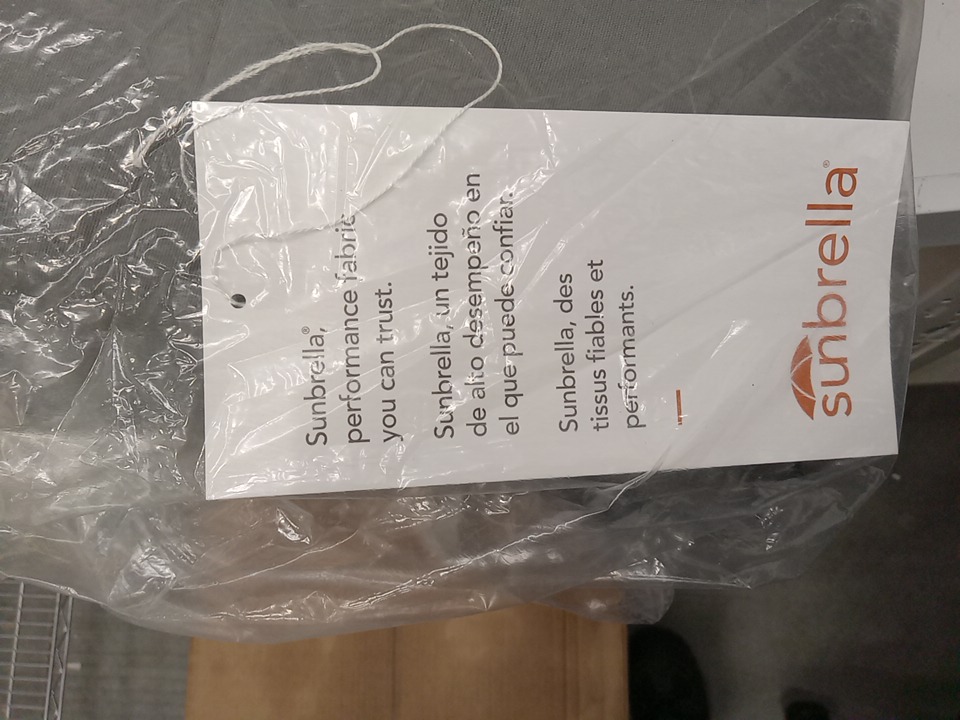 Sunbrella®,
performance fabric
you can trust.
Sunbrella, un tejido
de alto desempeño en
el que puede confiar.
Sunbrella, des
tissus fiables et
performants.
sunbrella®